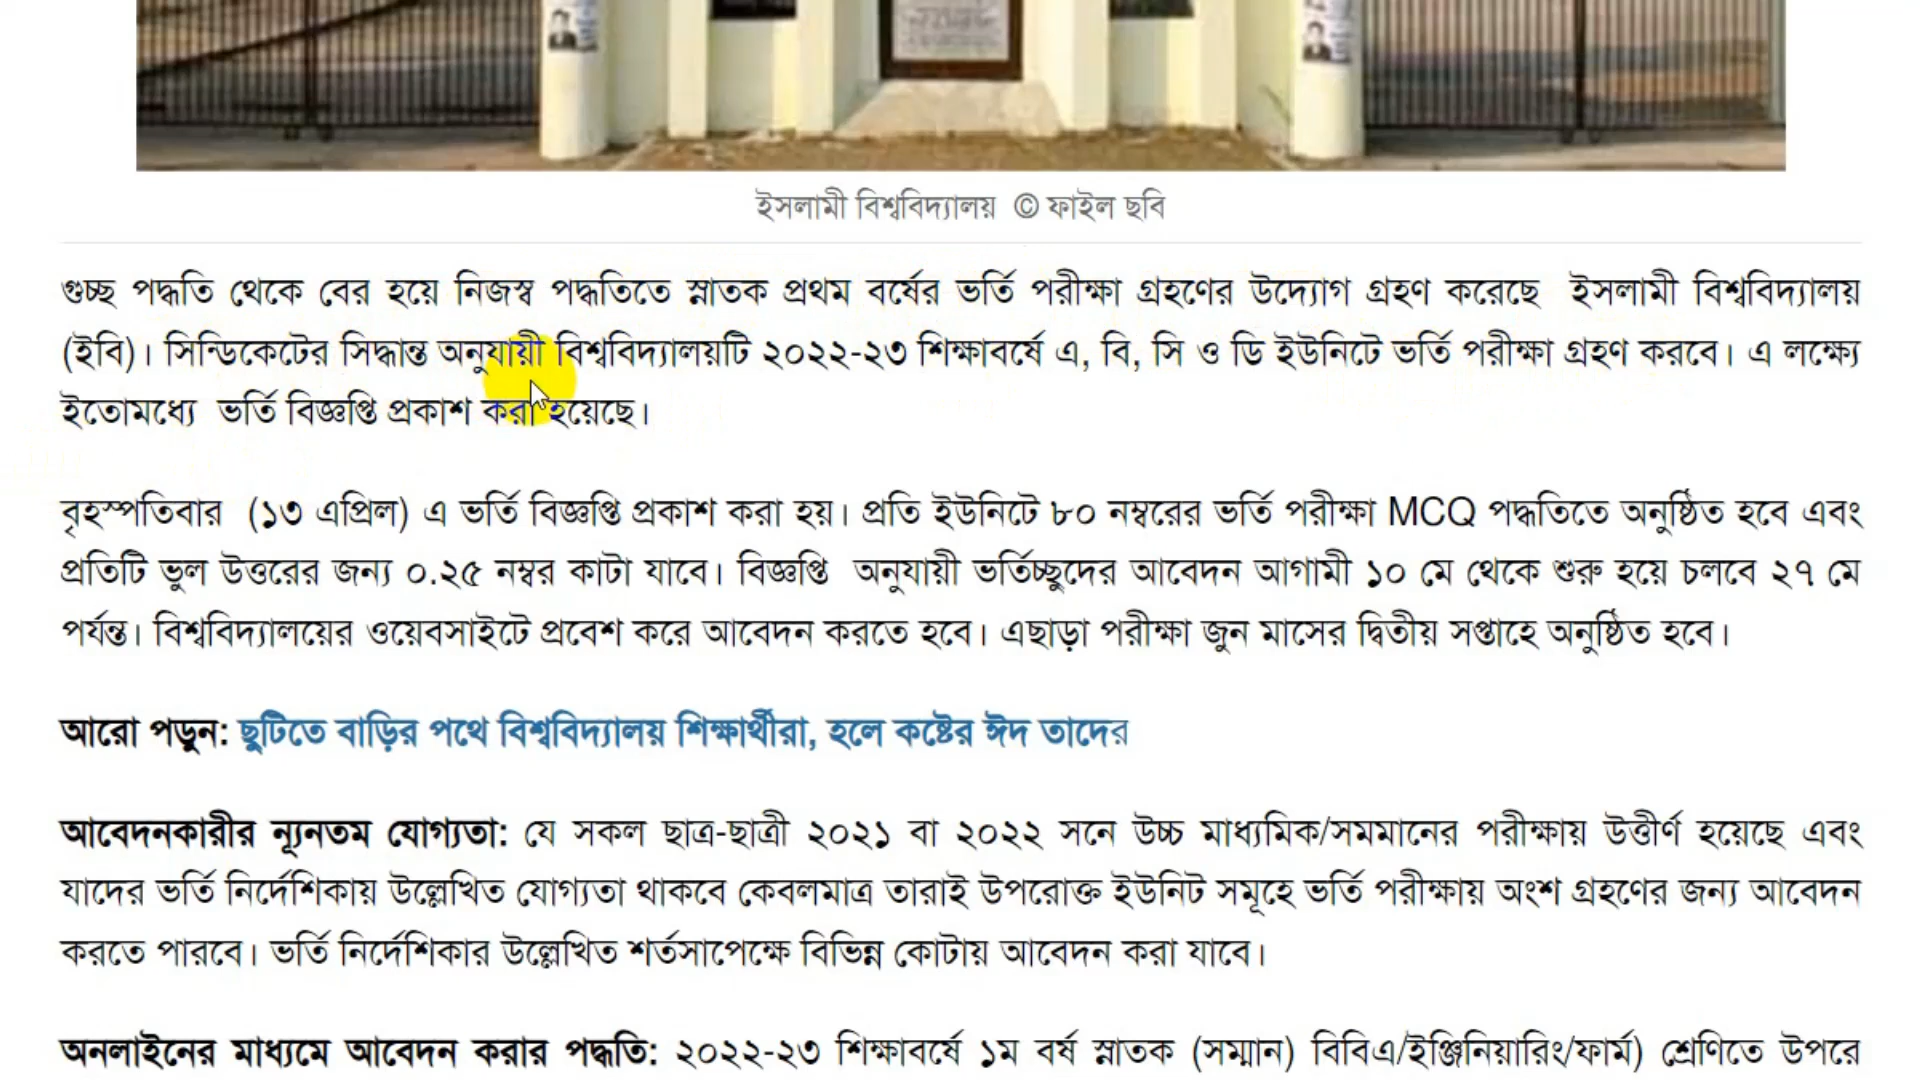 ইসলামী বিশ্ববিদ্যালয় © ফাইল ছবি
গুচ্ছ পদ্ধতি থেকে বের হয়ে নিজস্ব পদ্ধতিতে স্নাতক প্রথম বর্ষের ভর্তি পরীক্ষা গ্রহণের উদ্যোগ গ্রহণ করেছে ইসলামী বিশ্ববিদ্যালয়
(ইবি)। সিন্ডিকেটের সিদ্ধান্ত অনুযায়ী বিশ্ববিদ্যালয়টি ২০২২-২৩ শিক্ষাবর্ষে এ, বি, সি ও ডি ইউনিটে ভর্তি পরীক্ষা গ্রহণ করবে। এ লক্ষ্যে
ইতোমধ্যে ভর্তি বিজ্ঞপ্তি প্রকাশ করা হয়েছে।
বৃহস্পতিবার (১৩ এপ্রিল) এ ভর্তি বিজ্ঞপ্তি প্রকাশ করা হয়। প্রতি ইউনিটে ৮০ নম্বরের ভর্তি পরীক্ষা MCQ পদ্ধতিতে অনুষ্ঠিত হবে এবং
প্রতিটি ভুল উত্তরের জন্য ০.২৫ নম্বর কাটা যাবে। বিজ্ঞপ্তি অনুযায়ী ভর্তিচ্ছুদের আবেদন আগামী ১০ মে থেকে শুরু হয়ে চলবে ২৭ মে
পর্যন্ত। বিশ্ববিদ্যালয়ের ওয়েবসাইটে প্রবেশ করে আবেদন করতে হবে। এছাড়া পরীক্ষা জুন মাসের দ্বিতীয় সপ্তাহে অনুষ্ঠিত হবে।
আরো পড়ুন: ছুটিতে বাড়ির পথে বিশ্ববিদ্যালয় শিক্ষার্থীরা, হলে কষ্টের ঈদ তাদের
আবেদনকারীর ন্যূনতম যোগ্যতা: যে সকল ছাত্র-ছাত্রী ২০২১ বা ২০২২ সনে উচ্চ মাধ্যমিক/সমমানের পরীক্ষায় উত্তীর্ণ হয়েছে এবং
যাদের ভর্তি নির্দেশিকায় উল্লেখিত যোগ্যতা থাকবে কেবলমাত্র তারাই উপরোক্ত ইউনিট সমূহে ভর্তি পরীক্ষায় অংশ গ্রহণের জন্য আবেদন
করতে পারবে। ভর্তি নির্দেশিকার উল্লেখিত শর্তসাপেক্ষে বিভিন্ন কোটায় আবেদন করা যাবে।
অনলাইনের মাধ্যমে আবেদন করার পদ্ধতি: ২০২২-২৩ শিক্ষাবর্ষে ১ম বর্ষ স্নাতক (সম্মান) বিবিএ/ইঞ্জিনিয়ারিং/ফার্ম) শ্রেণিতে উপরে